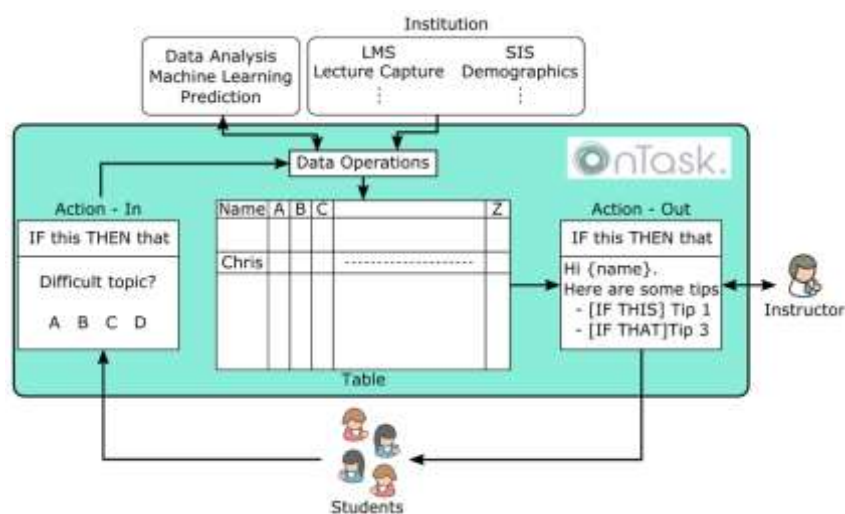 Institution
Data Analysis
Machine Learning
Prediction
LMS
Lecture Capture
⋮
SIS
Demographics
⋮
Data Operations
OnTask.
Action - In
IF this THEN that
Difficult topic?
A B C D
Name A B C Z
Chris
Table
Action - Out
IF this THEN that
Hi {name}.
Here are some tips
- [IF THIS] Tip 1
- [IF THAT]Tip 3
Instructor
Students